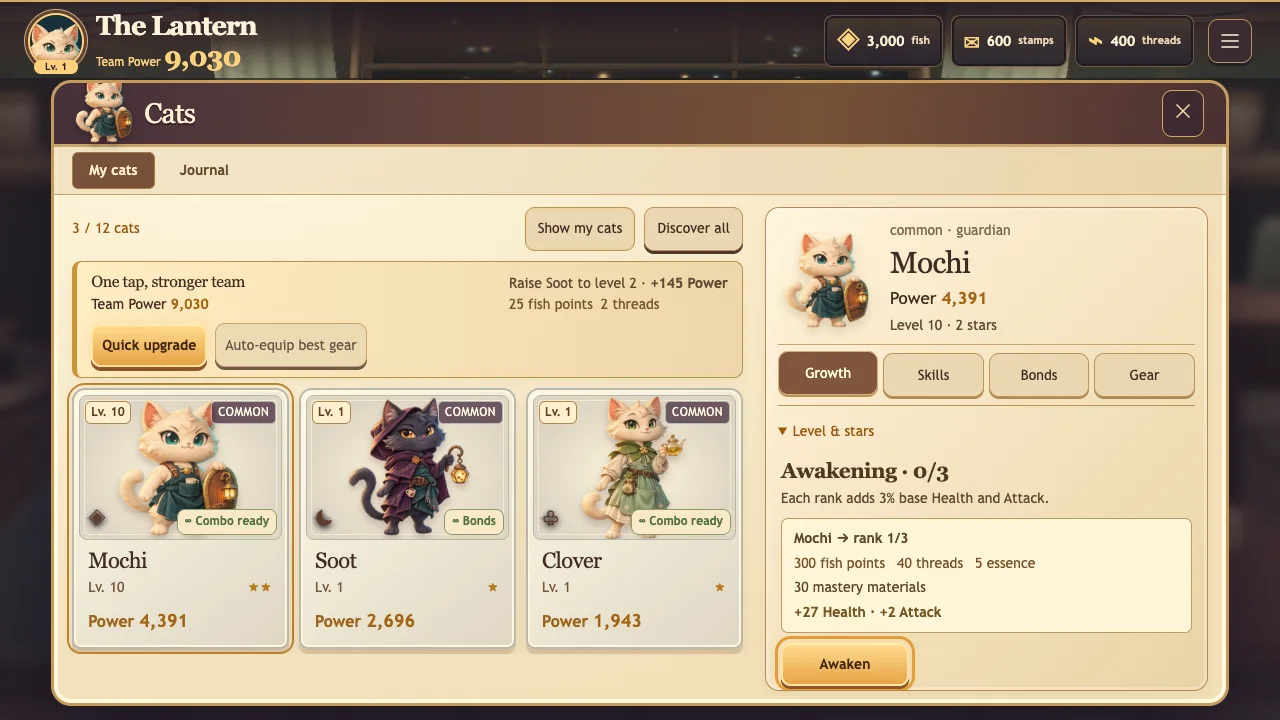 The Lantern
Team Power 9,030
Lv. 1
3,000 fish
600 stamps
400 threads
Cats
My cats
Journal
3 / 12 cats
Show my cats
Discover all
One tap, stronger team
Team Power 9,030
Raise Soot to level 2 · +145 Power
25 fish points 2 threads
Quick upgrade
Auto-equip best gear
Lv. 10
COMMON
∞ Combo ready
Mochi
Lv. 10
★★
Power 4,391
Lv. 1
COMMON
∞ Bonds
Soot
Lv. 1
★
Power 2,696
Lv. 1
COMMON
∞ Combo ready
Clover
Lv. 1
★
Power 1,943
common · guardian
Mochi
Power 4,391
Level 10 · 2 stars
Growth
Skills
Bonds
Gear
▼ Level & stars
Awakening · 0/3
Each rank adds 3% base Health and Attack.
Mochi → rank 1/3
300 fish points 40 threads 5 essence
30 mastery materials
+27 Health · +2 Attack
Awaken